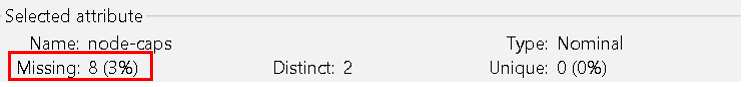 Selected attribute
Name: node-caps Type: Nominal
Missing: 8 (3%) Distinct: 2 Unique: 0 (0%)